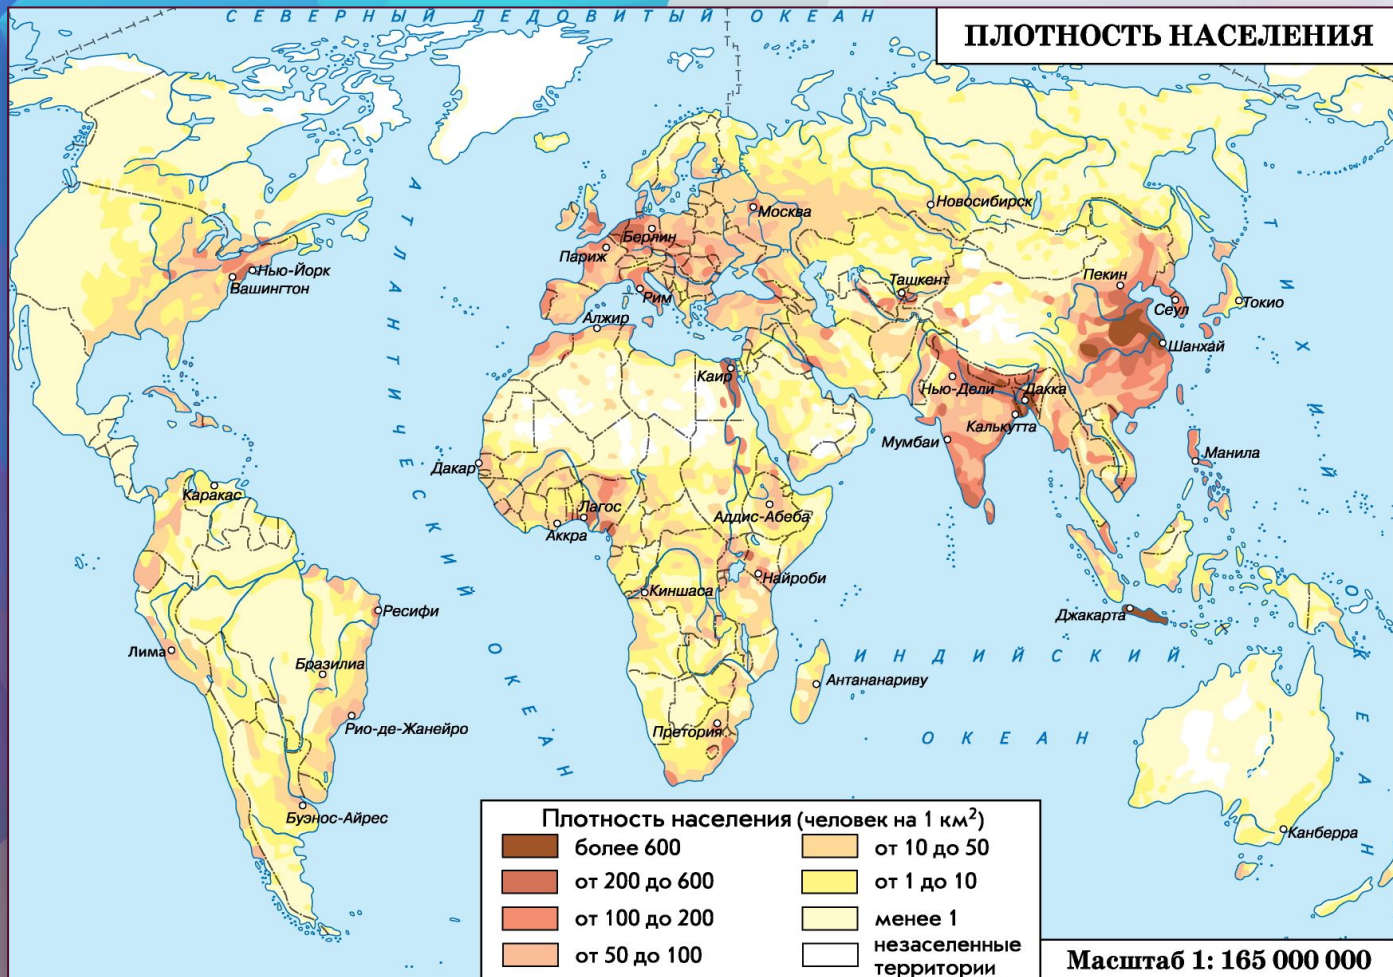 СЕВЕРНЫЙ ЛЕДОВИТЫЙ ОКЕАН
ПЛОТНОСТЬ НАСЕЛЕНИЯ
АТЛАНТИЧЕСКИЙ ОКЕАН
ТИХИЙ ОКЕАН
Москва
Новосибирск
Берлин
Париж
Нью-Йорк
Вашингтон
Рим
Ташкент
Пекин
Сеул
Токио
Алжир
Шанхай
Каир
Нью-Дели
Дакка
Калькутта
Мумбаи
Манила
Дакар
Каракас
Лагос
Аккра
Аддис-Абеба
Найроби
Киншаса
Ресифи
Джакарта
Лима
Бразилиа
ИНДИЙСКИЙ
ОКЕАН
Антананариву
Рио-де-Жанейро
Претория
Буэнос-Айрес
Канберра
Плотность населения (человек на 1 км²)
более 600
от 200 до 600
от 100 до 200
от 50 до 100
от 10 до 50
от 1 до 10
менее 1
незаселенные
территории
Масштаб 1: 165 000 000